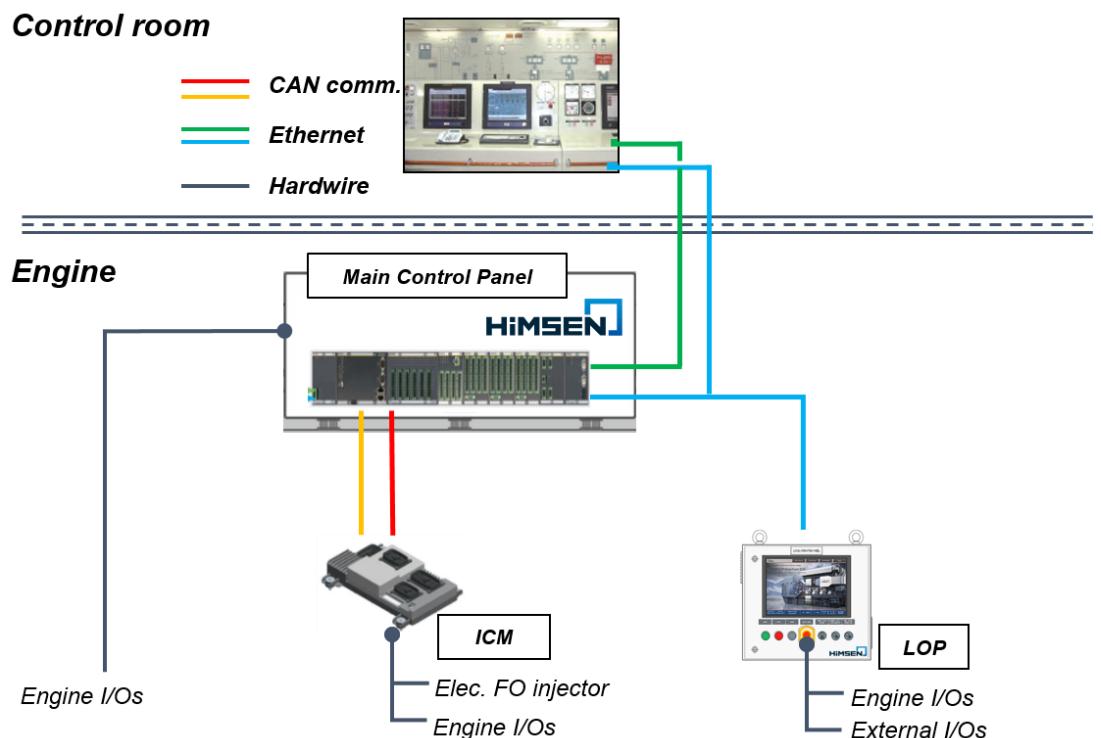 Control room
CAN comm.
Ethernet
Hardwire
Engine
Main Control Panel
HiMSEN
ICM
LOP
HiMSEN
Engine I/Os
Elec. FO injector
Engine I/Os
Engine I/Os
External I/Os